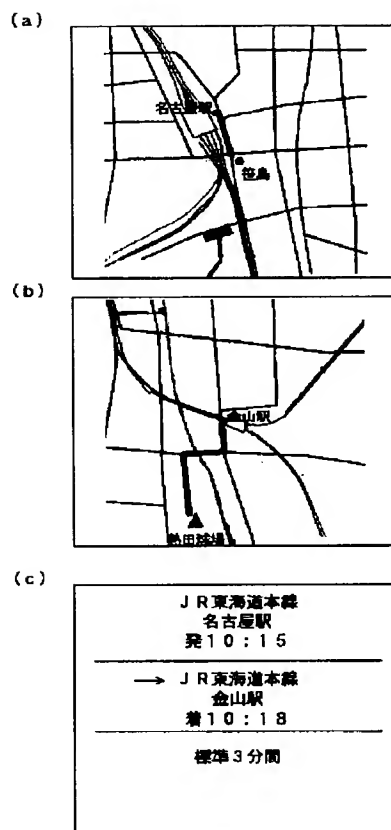 (a)
名古屋駅
笹島
(b)
金山駅
熱田球場
(c)
JR東海道本線
名古屋駅
発10:15
→ JR東海道本線
金山駅
着10:18
標準3分間